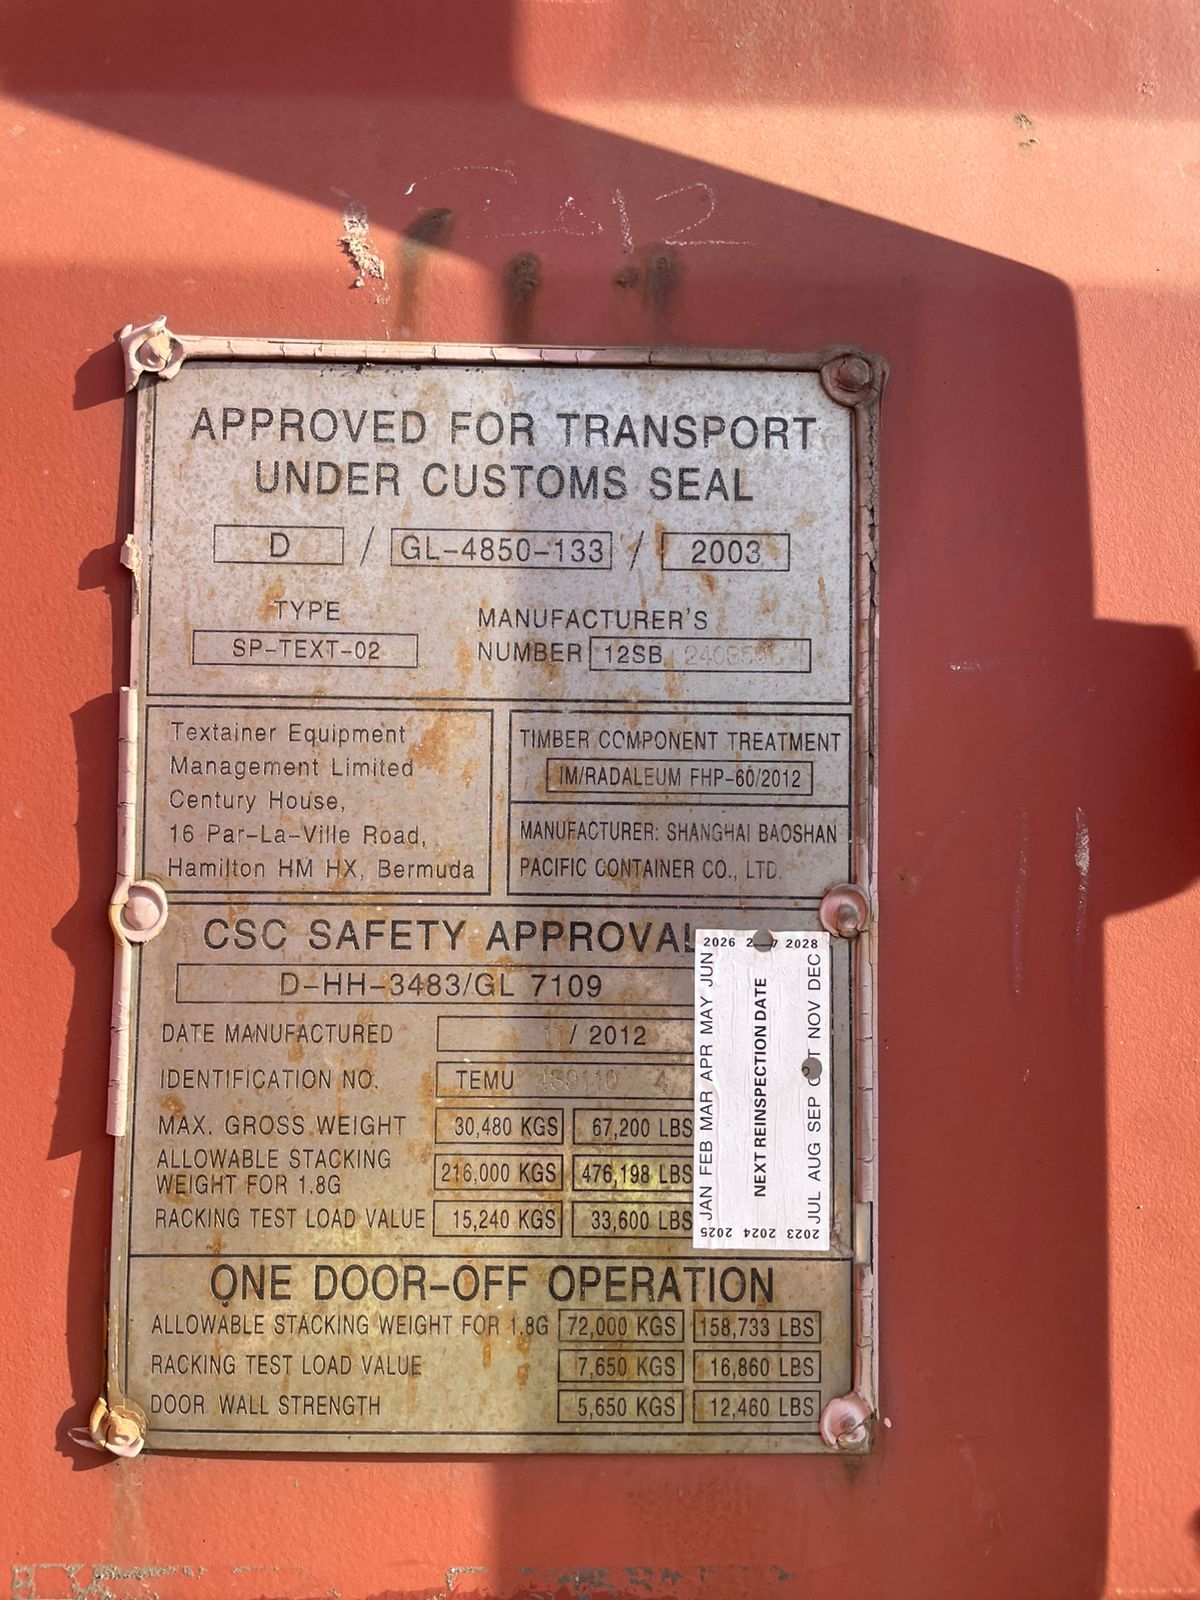 APPROVED FOR TRANSPORT
UNDER CUSTOMS SEAL
D / GL-4850-133 / 2003
TYPE
SP-TEXT-02
MANUFACTURER'S
NUMBER 12SB
Textainer Equipment
Management Limited
Century House,
16 Par-La-Ville Road,
Hamilton HM HX, Bermuda
TIMBER COMPONENT TREATMENT
IM/RADALEUM FHP-60/2012
MANUFACTURER: SHANGHAI BAOSHAN
PACIFIC CONTAINER CO., LTD.
CSC SAFETY APPROVAL
D-HH-3483/GL 7109
DATE MANUFACTURED 11/ 2012
IDENTIFICATION NO. TEMU
MAX. GROSS WEIGHT 30,480 KGS 67,200 LBS
ALLOWABLE STACKING
WEIGHT FOR 1.8G 216,000 KGS 476,198 LBS
RACKING TEST LOAD VALUE 15,240 KGS 33,600 LBS
2026 2028
JAN FEB MAR APR MAY JUN
NEXT REINSPECTION DATE
JUL AUG SEP NOV DEC
2023 2024 2025
ONE DOOR-OFF OPERATION
ALLOWABLE STACKING WEIGHT FOR 1.8G 72,000 KGS 158,733 LBS
RACKING TEST LOAD VALUE 7,650 KGS 16,860 LBS
DOOR WALL STRENGTH 5,650 KGS 12,460 LBS